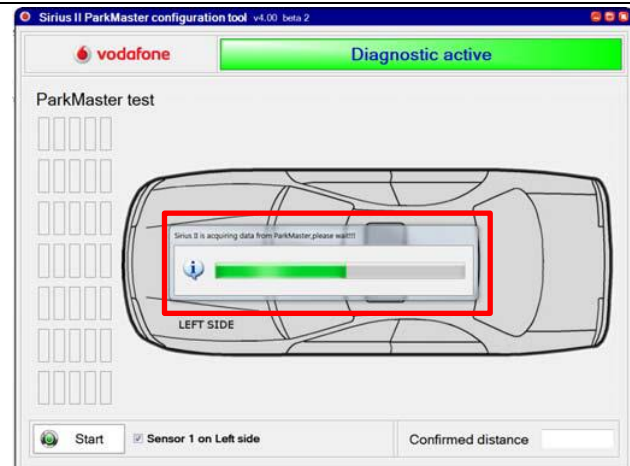 Sirius II ParkMaster configuration tool v4.00 beta 2
vodafone
Diagnostic active
ParkMaster test
Sirius II is acquiring data from ParkMaster,please wait!!!
LEFT SIDE
Start
Sensor 1 on Left side
Confirmed distance